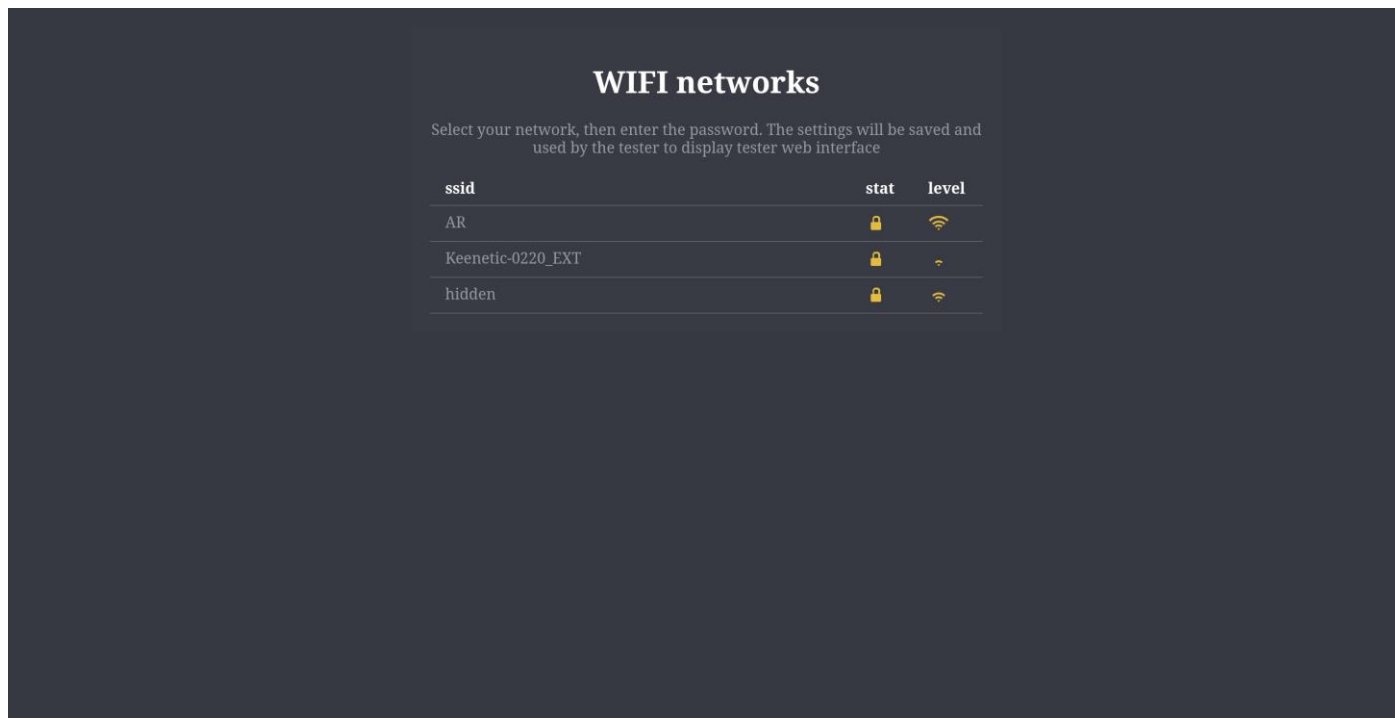 WIFI networks
Select your network, then enter the password. The settings will be saved and
used by the tester to display tester web interface
ssid stat level
AR
Keenetic-0220_EXT
hidden